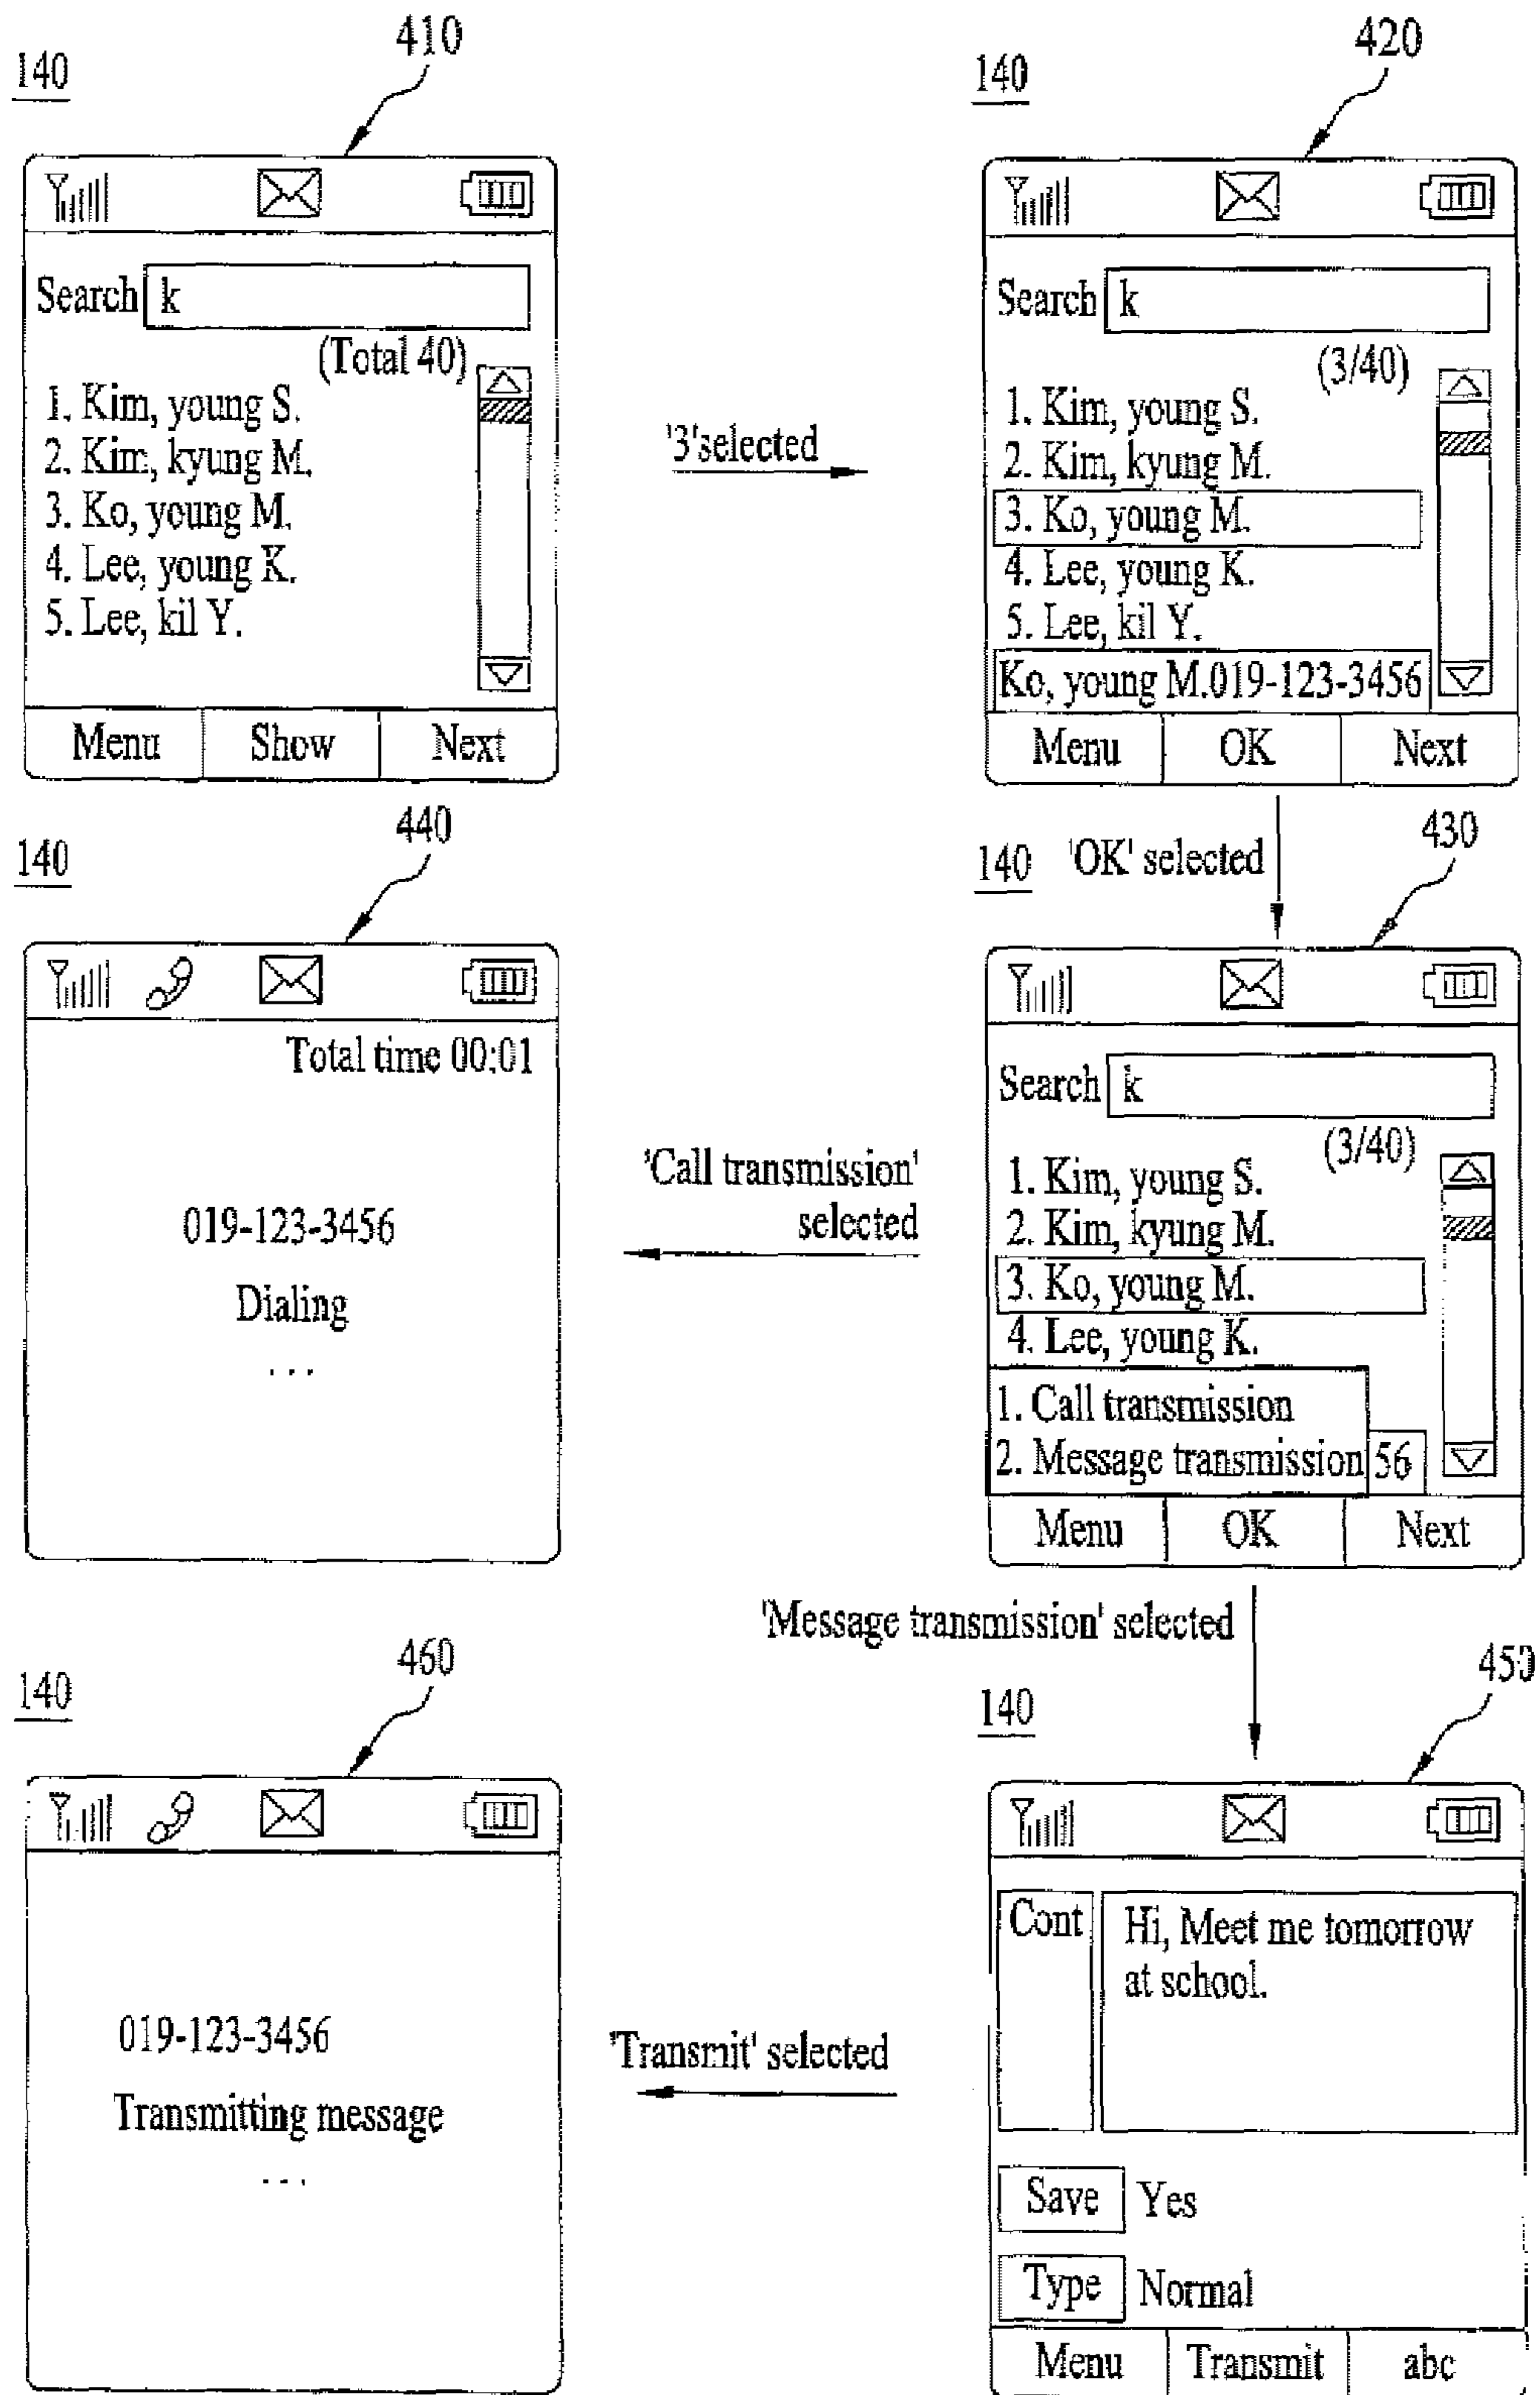 410
140
Search k
(Total 40)
1. Kim, young S.
2. Kim, kyung M.
3. Ko, young M.
4. Lee, young K.
5. Lee, kil Y.
Menu Show Next
'3'selected
420
140
Search k
(3/40)
1. Kim, young S.
2. Kim, kyung M.
3. Ko, young M.
4. Lee, young K.
5. Lee, kil Y.
Ko, young M.019-123-3456
Menu OK Next
'OK' selected
430
140
Search k
(3/40)
1. Kim, young S.
2. Kim, kyung M.
3. Ko, young M.
4. Lee, young K.
1. Call transmission
2. Message transmission 56
Menu OK Next
'Call transmission'
selected
440
140
Total time 00:01
019-123-3456
Dialing
...
'Message transmission' selected
450
140
Cont Hi, Meet me tomorrow
at school.
Save Yes
Type Normal
Menu Transmit abc
'Transmit' selected
460
140
019-123-3456
Transmitting message
...